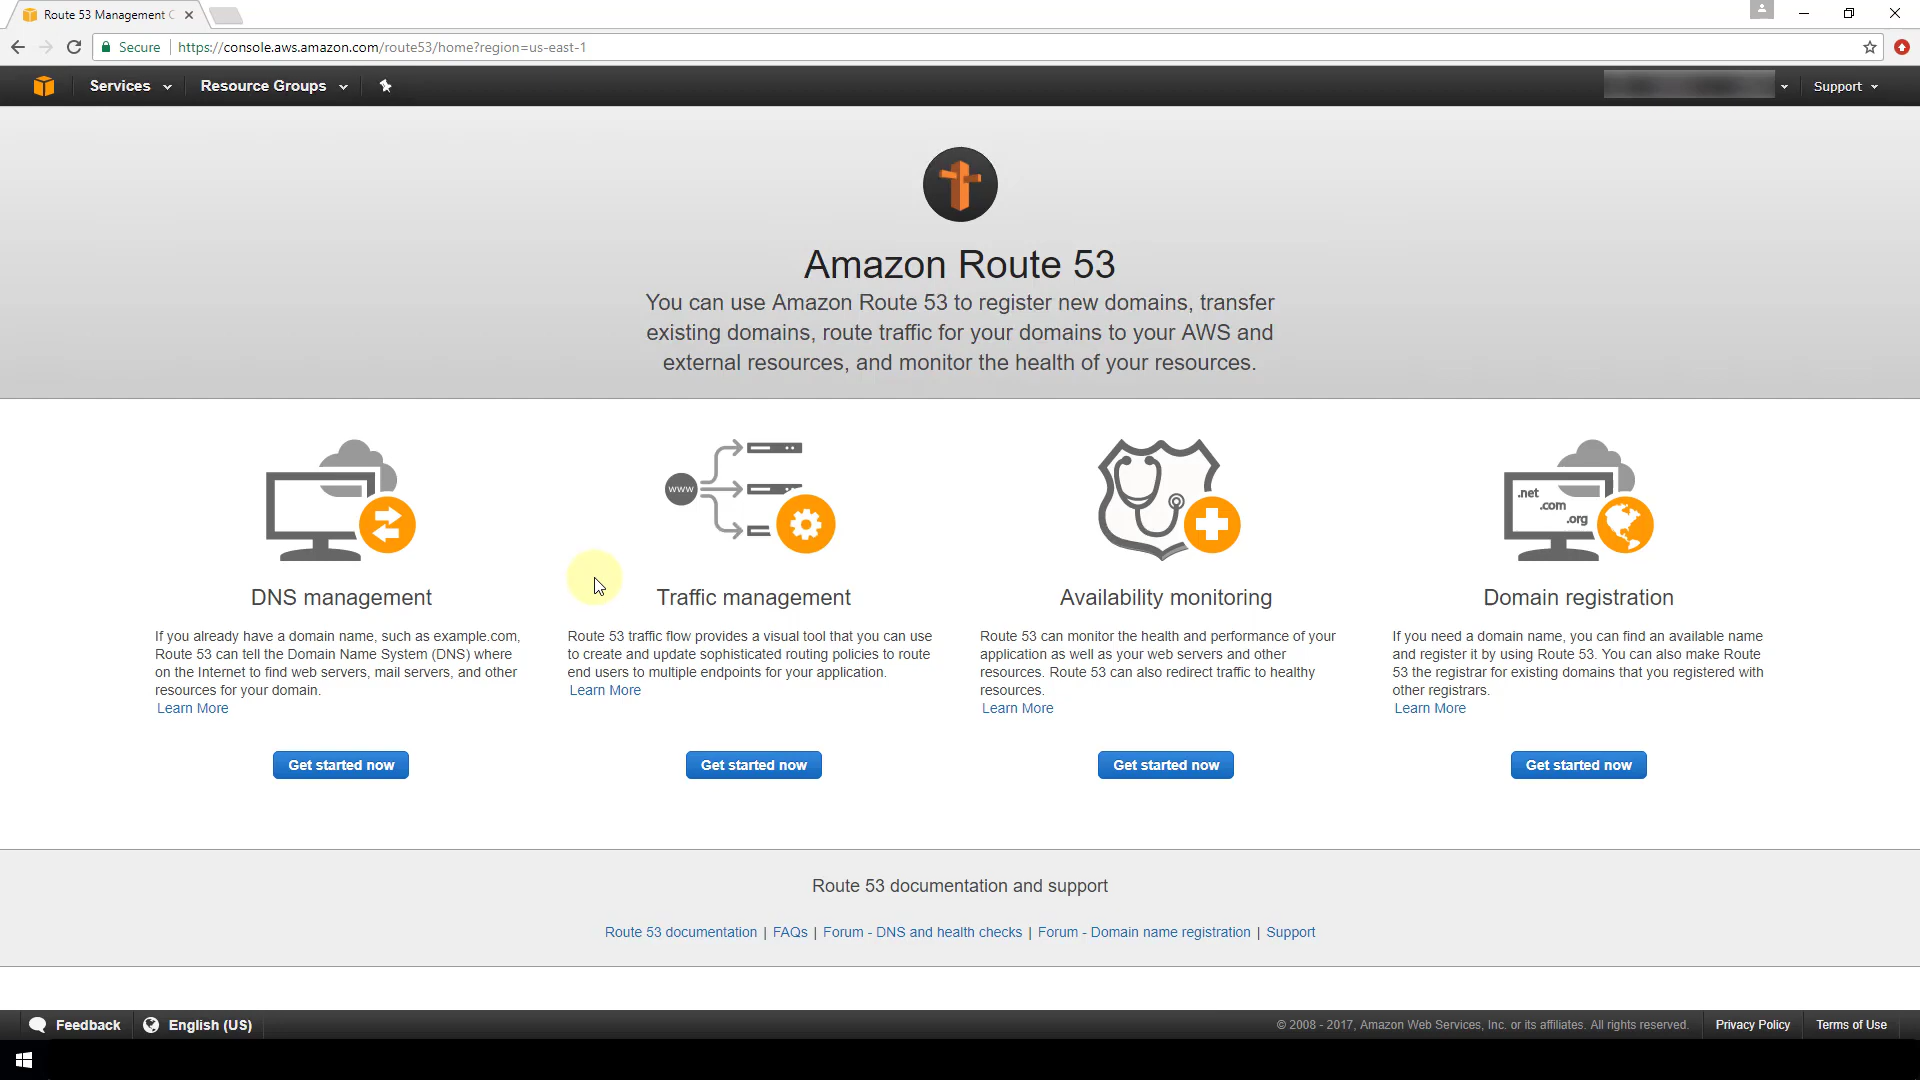 Route 53 Management C
Secure
https://console.aws.amazon.com/route53/home?region=us-east-1
Services
Resource Groups
Support
Amazon Route 53
You can use Amazon Route 53 to register new domains, transfer
existing domains, route traffic for your domains to your AWS and
external resources, and monitor the health of your resources.
www
.net
.com
.org
DNS management
If you already have a domain name, such as example.com,
Route 53 can tell the Domain Name System (DNS) where
on the Internet to find web servers, mail servers, and other
resources for your domain.
Learn More
Get started now
Traffic management
Route 53 traffic flow provides a visual tool that you can use
to create and update sophisticated routing policies to route
end users to multiple endpoints for your application.
Learn More
Get started now
Availability monitoring
Route 53 can monitor the health and performance of your
application as well as your web servers and other
resources. Route 53 can also redirect traffic to healthy
resources.
Learn More
Get started now
Domain registration
If you need a domain name, you can find an available name
and register it by using Route 53. You can also make Route
53 the registrar for existing domains that you registered with
other registrars.
Learn More
Get started now
Route 53 documentation and support
Route 53 documentation | FAQs | Forum - DNS and health checks | Forum - Domain name registration | Support
Feedback
English (US)
© 2008 - 2017, Amazon Web Services, Inc. or its affiliates. All rights reserved.
Privacy Policy
Terms of Use